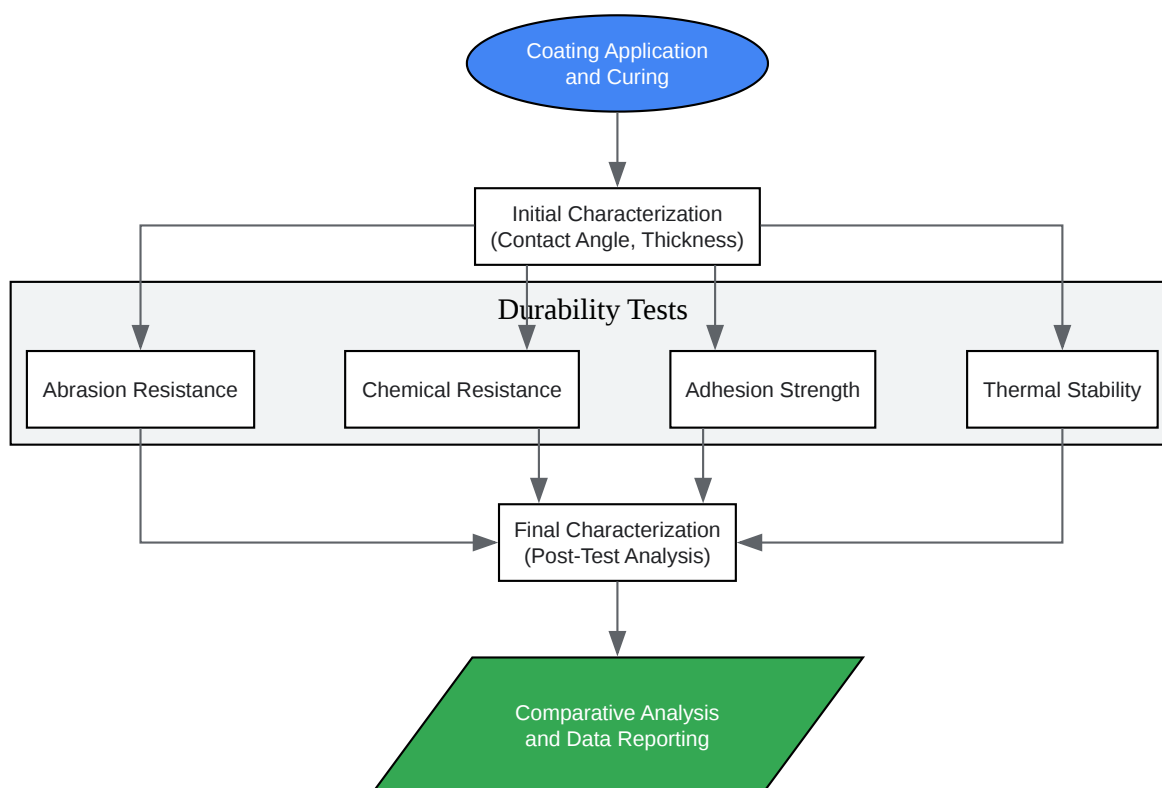 Coating Application
and Curing
Initial Characterization
(Contact Angle, Thickness)
Durability Tests
Abrasion Resistance
Chemical Resistance
Adhesion Strength
Thermal Stability
Final Characterization
(Post-Test Analysis)
Comparative Analysis
and Data Reporting